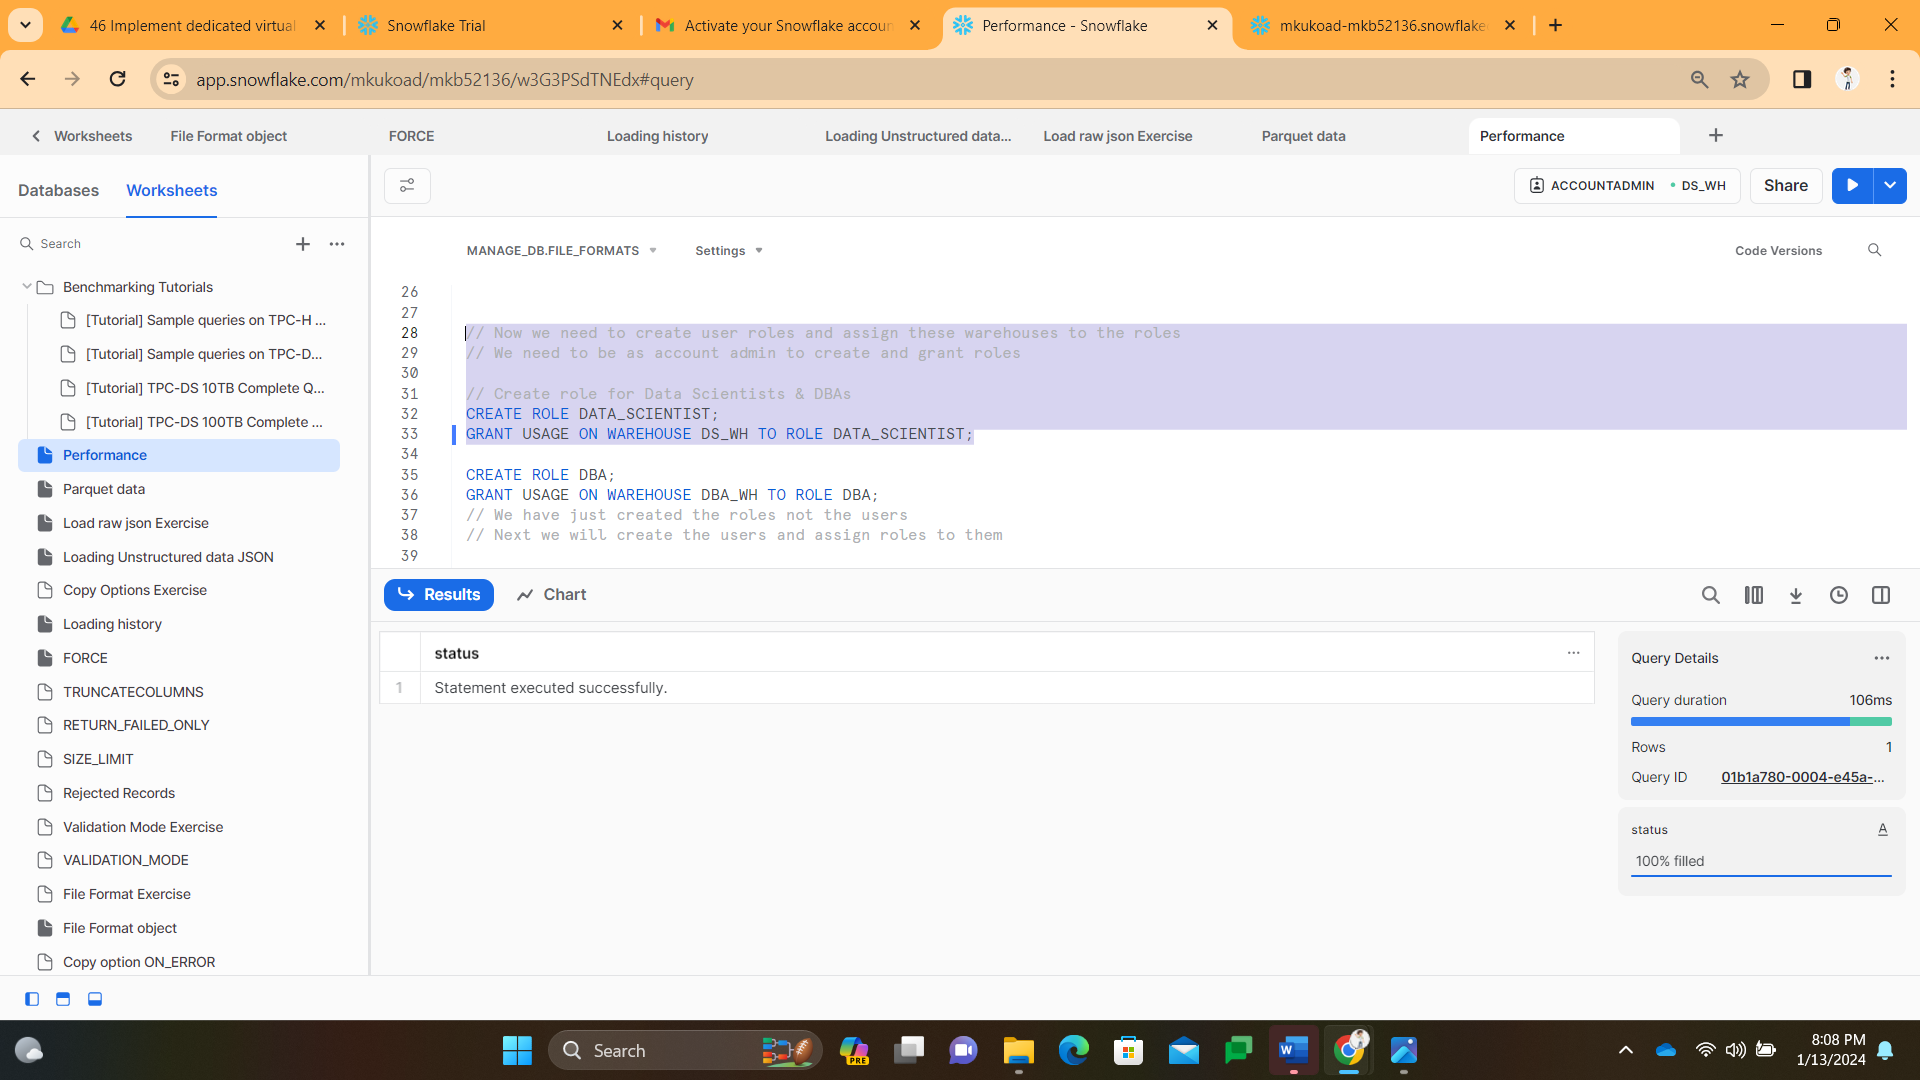 46 Implement dedicated virtual
Snowflake Trial
Activate your Snowflake accoun
Performance - Snowflake
mkukoad-mkb52136.snowflake
app.snowflake.com/mkukoad/mkb52136/w3G3PSdTNEdx#query
Worksheets
File Format object
FORCE
Loading history
Loading Unstructured data...
Load raw json Exercise
Parquet data
Performance
Databases
Worksheets
ACCOUNTADMIN
DS_WH
Share
Search
MANAGE_DB.FILE_FORMATS
Settings
Code Versions
Benchmarking Tutorials
[Tutorial] Sample queries on TPC-H ...
[Tutorial] Sample queries on TPC-D...
[Tutorial] TPC-DS 10TB Complete Q...
[Tutorial] TPC-DS 100TB Complete ...
Performance
Parquet data
Load raw json Exercise
Loading Unstructured data JSON
Copy Options Exercise
Loading history
FORCE
TRUNCATECOLUMNS
RETURN_FAILED_ONLY
SIZE_LIMIT
Rejected Records
Validation Mode Exercise
VALIDATION_MODE
File Format Exercise
File Format object
Copy option ON_ERROR
26
27
28 // Now we need to create user roles and assign these warehouses to the roles
29 // We need to be as account admin to create and grant roles
30
31 // Create role for Data Scientists & DBAs
32 CREATE ROLE DATA_SCIENTIST;
33 GRANT USAGE ON WAREHOUSE DS_WH TO ROLE DATA_SCIENTIST;
34
35 CREATE ROLE DBA;
36 GRANT USAGE ON WAREHOUSE DBA_WH TO ROLE DBA;
37 // We have just created the roles not the users
38 // Next we will create the users and assign roles to them
39
Results
Chart
status
...
1 Statement executed successfully.
Query Details
...
Query duration 106ms
Rows 1
Query ID 01b1a780-0004-e45a-...
status
A
100% filled
Search
PRE
8:08 PM
1/13/2024